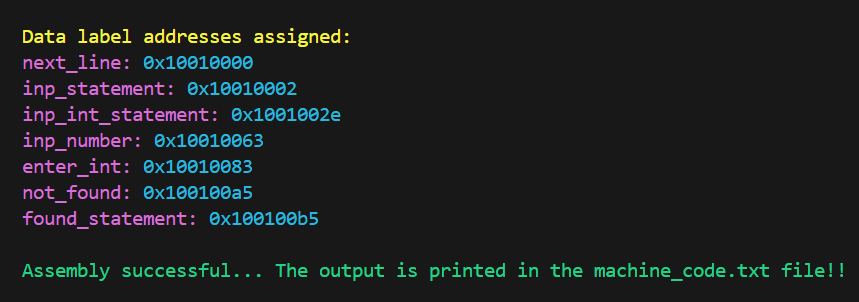 Data label addresses assigned:
next_line: 0x10010000
inp_statement: 0x10010002
inp_int_statement: 0x1001002e
inp_number: 0x10010063
enter_int: 0x10010083
not_found: 0x100100a5
found_statement: 0x100100b5
Assembly successful... The output is printed in the machine_code.txt file!!